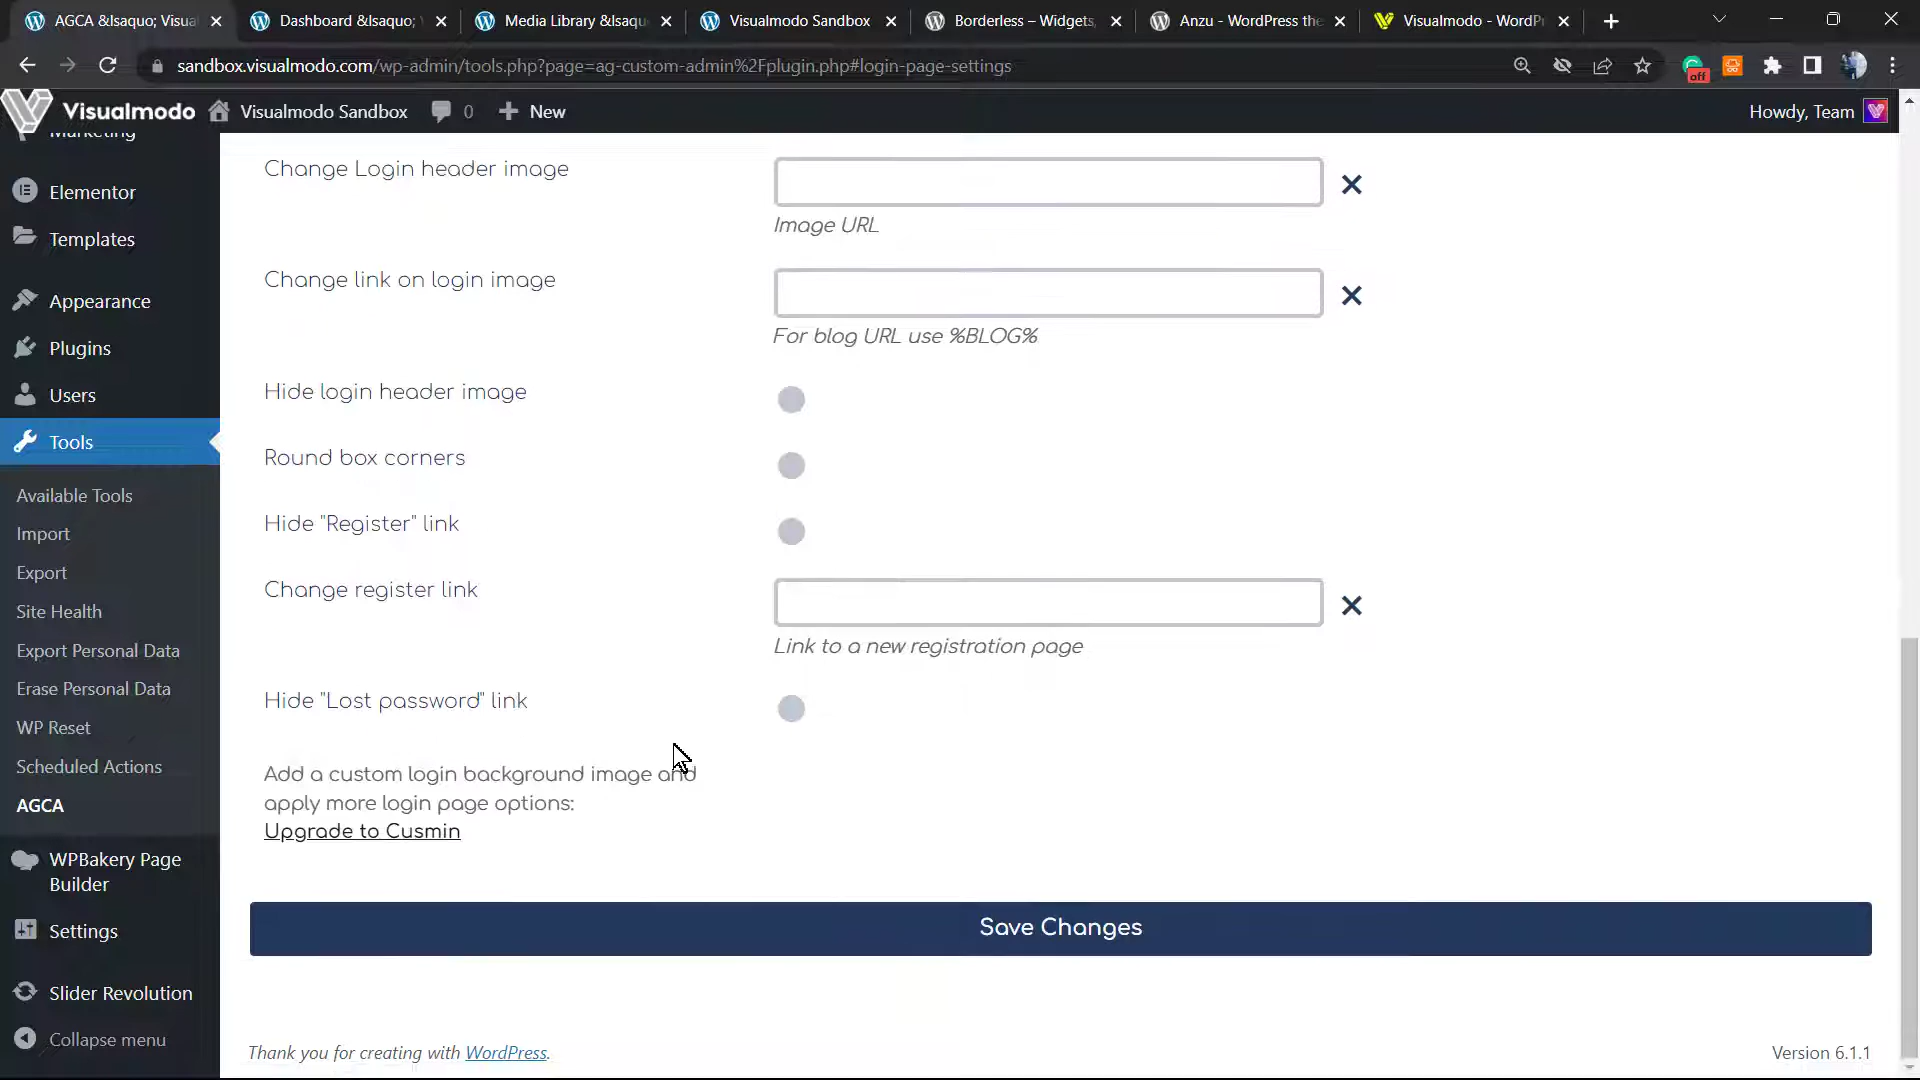 AGCA &lsaquo; Visua
Dashboard &lsaquo;
Media Library &lsaqu
Visualmodo Sandbox
Borderless – Widgets,
Anzu - WordPress the
Visualmodo - WordP
sandbox.visualmodo.com/wp-admin/tools.php?page=ag-custom-admin%2Fplugin.php#login-page-settings
off
Visualmodo
Visualmodo Sandbox
0
New
Howdy, Team
Marketing
Elementor
Templates
Appearance
Plugins
Users
Tools
Available Tools
Import
Export
Site Health
Export Personal Data
Erase Personal Data
WP Reset
Scheduled Actions
AGCA
WPBakery Page
Builder
Settings
Slider Revolution
Collapse menu
Change Login header image
Image URL
Change link on login image
For blog URL use %BLOG%
Hide login header image
Round box corners
Hide "Register" link
Change register link
Link to a new registration page
Hide "Lost password" link
Add a custom login background image and
apply more login page options:
Upgrade to Cusmin
Save Changes
Thank you for creating with WordPress.
Version 6.1.1